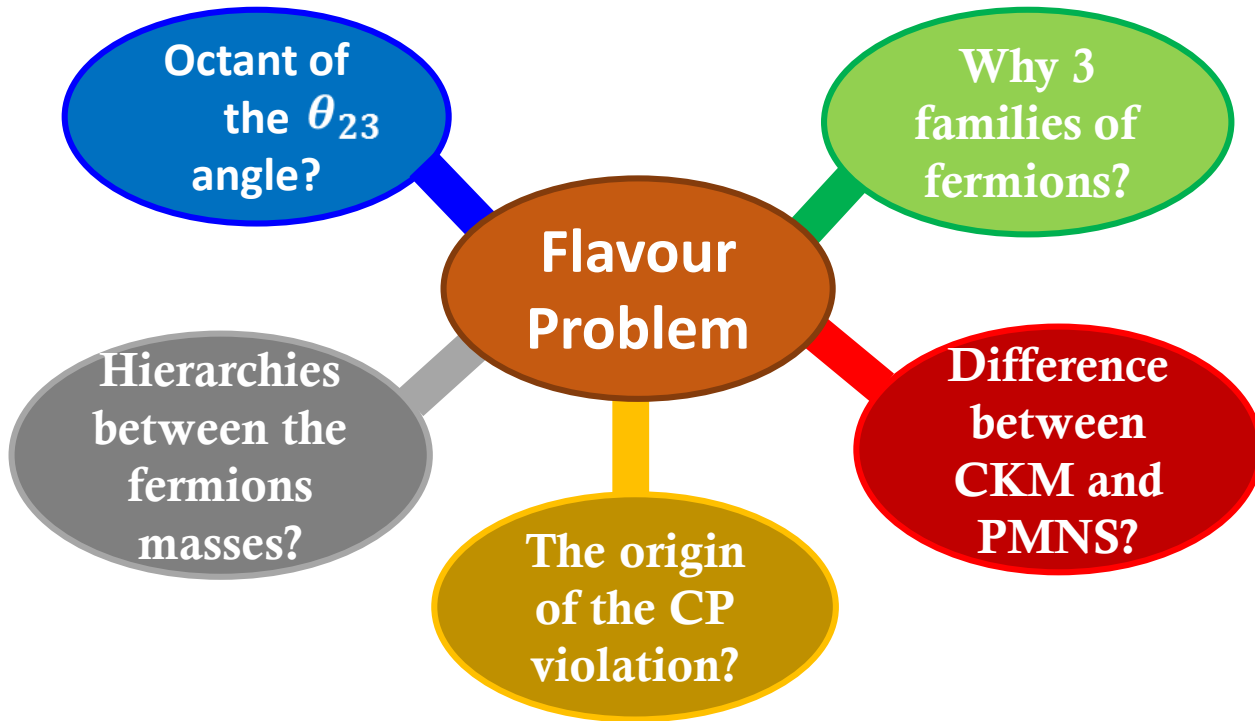 Octant of
the θ₂₃
angle?
Why 3
families of
fermions?
Flavour
Problem
Hierarchies
between the
fermions
masses?
Difference
between
CKM and
PMNS?
The origin
of the CP
violation?